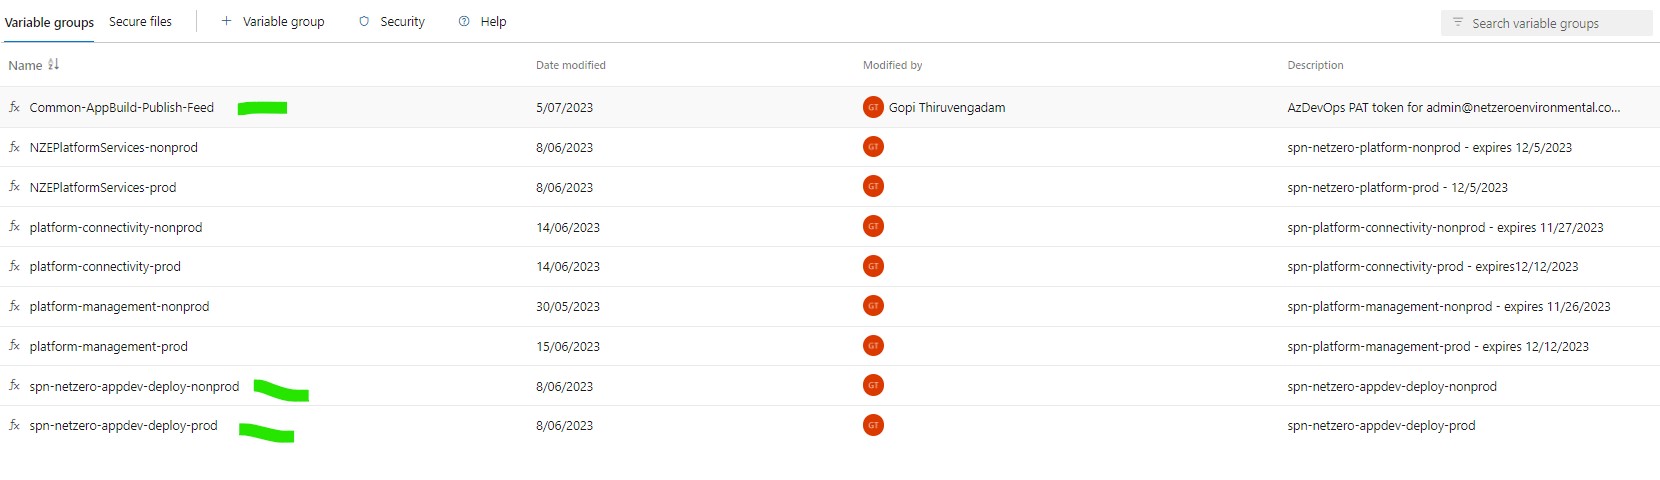 Variable groups Secure files + Variable group Security Help Search variable groups
Name Date modified Modified by Description
fx Common-AppBuild-Publish-Feed 5/07/2023 GT Gopi Thiruvengadam AzDevOps PAT token for admin@netzeroenvironmental.co...
fx NZEPlatformServices-nonprod 8/06/2023 GT spn-netzero-platform-nonprod - expires 12/5/2023
fx NZEPlatformServices-prod 8/06/2023 GT spn-netzero-platform-prod - 12/5/2023
fx platform-connectivity-nonprod 14/06/2023 GT spn-platform-connectivity-nonprod - expires 11/27/2023
fx platform-connectivity-prod 14/06/2023 GT spn-platform-connectivity-prod - expires12/12/2023
fx platform-management-nonprod 30/05/2023 GT spn-platform-management-nonprod - expires 11/26/2023
fx platform-management-prod 15/06/2023 GT spn-platform-management-prod - expires 12/12/2023
fx spn-netzero-appdev-deploy-nonprod 8/06/2023 GT spn-netzero-appdev-deploy-nonprod
fx spn-netzero-appdev-deploy-prod 8/06/2023 GT spn-netzero-appdev-deploy-prod